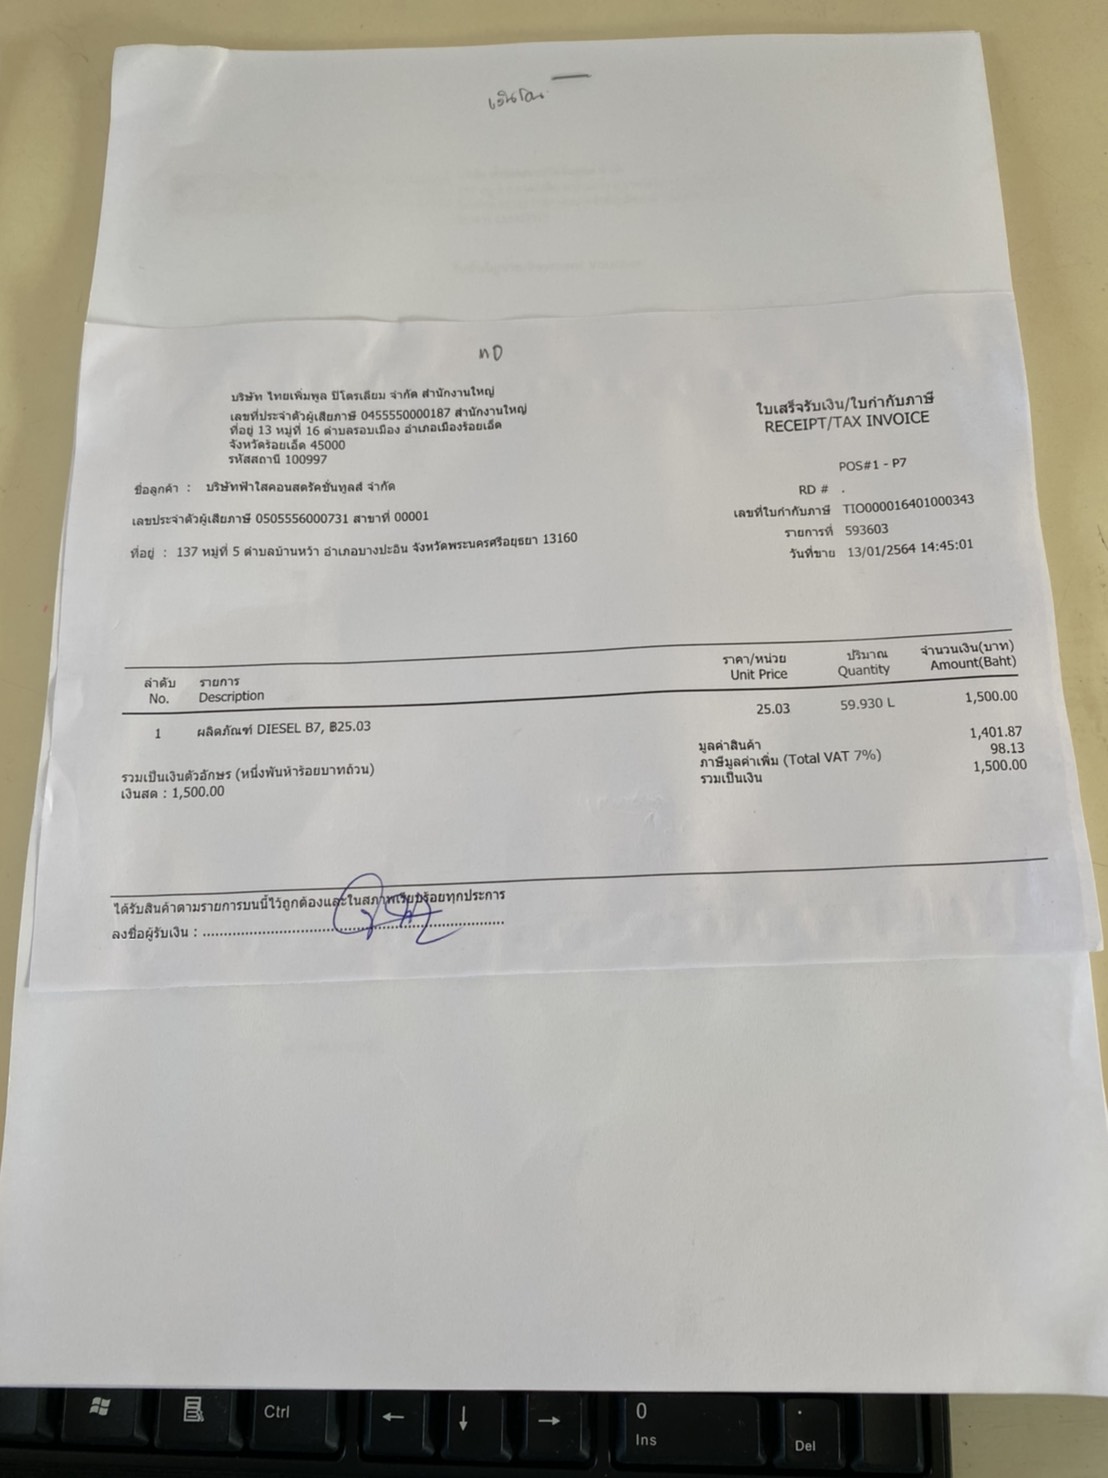 เงินโอน
บริษัท ไทยเพิ่มพูล ปิโตรเลียม จำกัด สำนักงานใหญ่
เลขที่ประจำตัวผู้เสียภาษี 0455550000187 สำนักงานใหญ่
ที่อยู่ 13 หมู่ที่ 16 ตำบลรอบเมือง อำเภอเมืองร้อยเอ็ด
จังหวัดร้อยเอ็ด 45000
รหัสสถานี 100997
ใบเสร็จรับเงิน/ใบกำกับภาษี
RECEIPT/TAX INVOICE
POS#1 - P7
ชื่อลูกค้า : บริษัทฟ้าใสคอนสตรัคชั่นทูลส์ จำกัด
RD # .
เลขประจำตัวผู้เสียภาษี 0505556000731 สาขาที่ 00001
เลขที่ใบกำกับภาษี TIO000016401000343
รายการที่ 593603
ที่อยู่ : 137 หมู่ที่ 5 ตำบลบ้านหว้า อำเภอบางปะอิน จังหวัดพระนครศรีอยุธยา 13160
วันที่ขาย 13/01/2564 14:45:01
ลำดับ รายการ ราคา/หน่วย ปริมาณ จำนวนเงิน(บาท)
No. Description Unit Price Quantity Amount(Baht)
1 ผลิตภัณฑ์ DIESEL B7, ฿25.03 25.03 59.930 L 1,500.00
มูลค่าสินค้า 1,401.87
ภาษีมูลค่าเพิ่ม (Total VAT 7%) 98.13
รวมเป็นเงินตัวอักษร (หนึ่งพันห้าร้อยบาทถ้วน) รวมเป็นเงิน 1,500.00
เงินสด : 1,500.00
ได้รับสินค้าตามรายการบนนี้ไว้ถูกต้องและในสภาพเรียบร้อยทุกประการ
ลงชื่อผู้รับเงิน : ........................................................
Ctrl
← ↓ →
0
Ins
.
Del